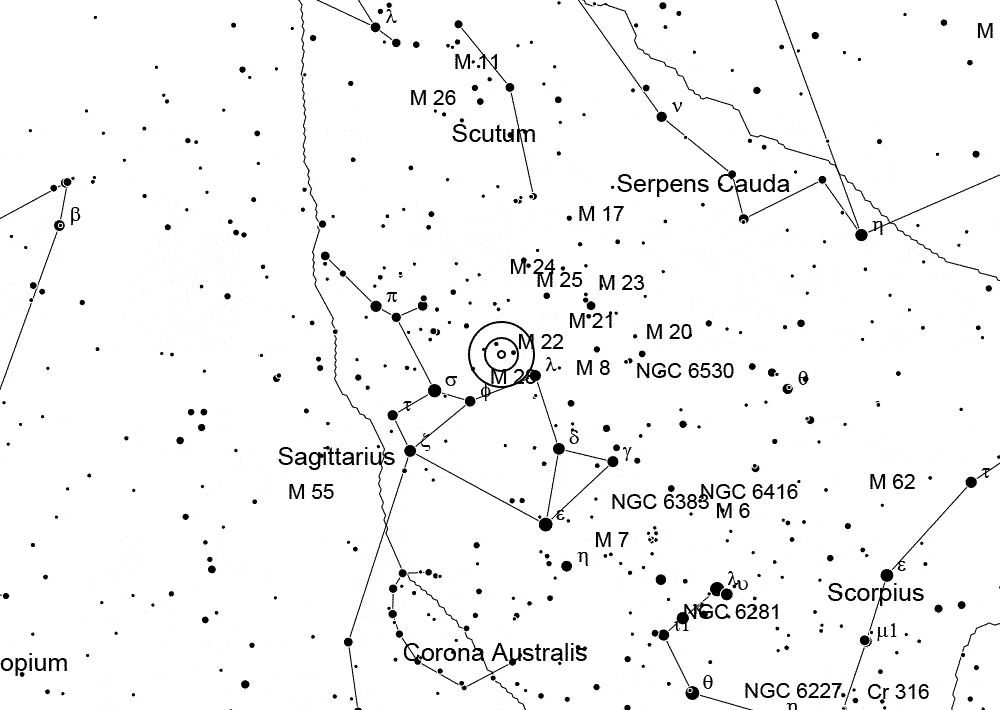 λ
M
M 11
M 26
ν
Scutum
Serpens Cauda
β
M 17
η
M 24
M 25
M 23
π
M 21
M 20
M 22
M 8
NGC 6530
λ
M 28
σ
φ
θ
τ
δ
ζ
γ
Sagittarius
M 62
τ
M 55
NGC 6383
NGC 6416
M 6
ε
M 7
η
ε
λ
υ
Scorpius
NGC 6281
ι1
μ1
Corona Australis
opium
θ
NGC 6227
Cr 316
η